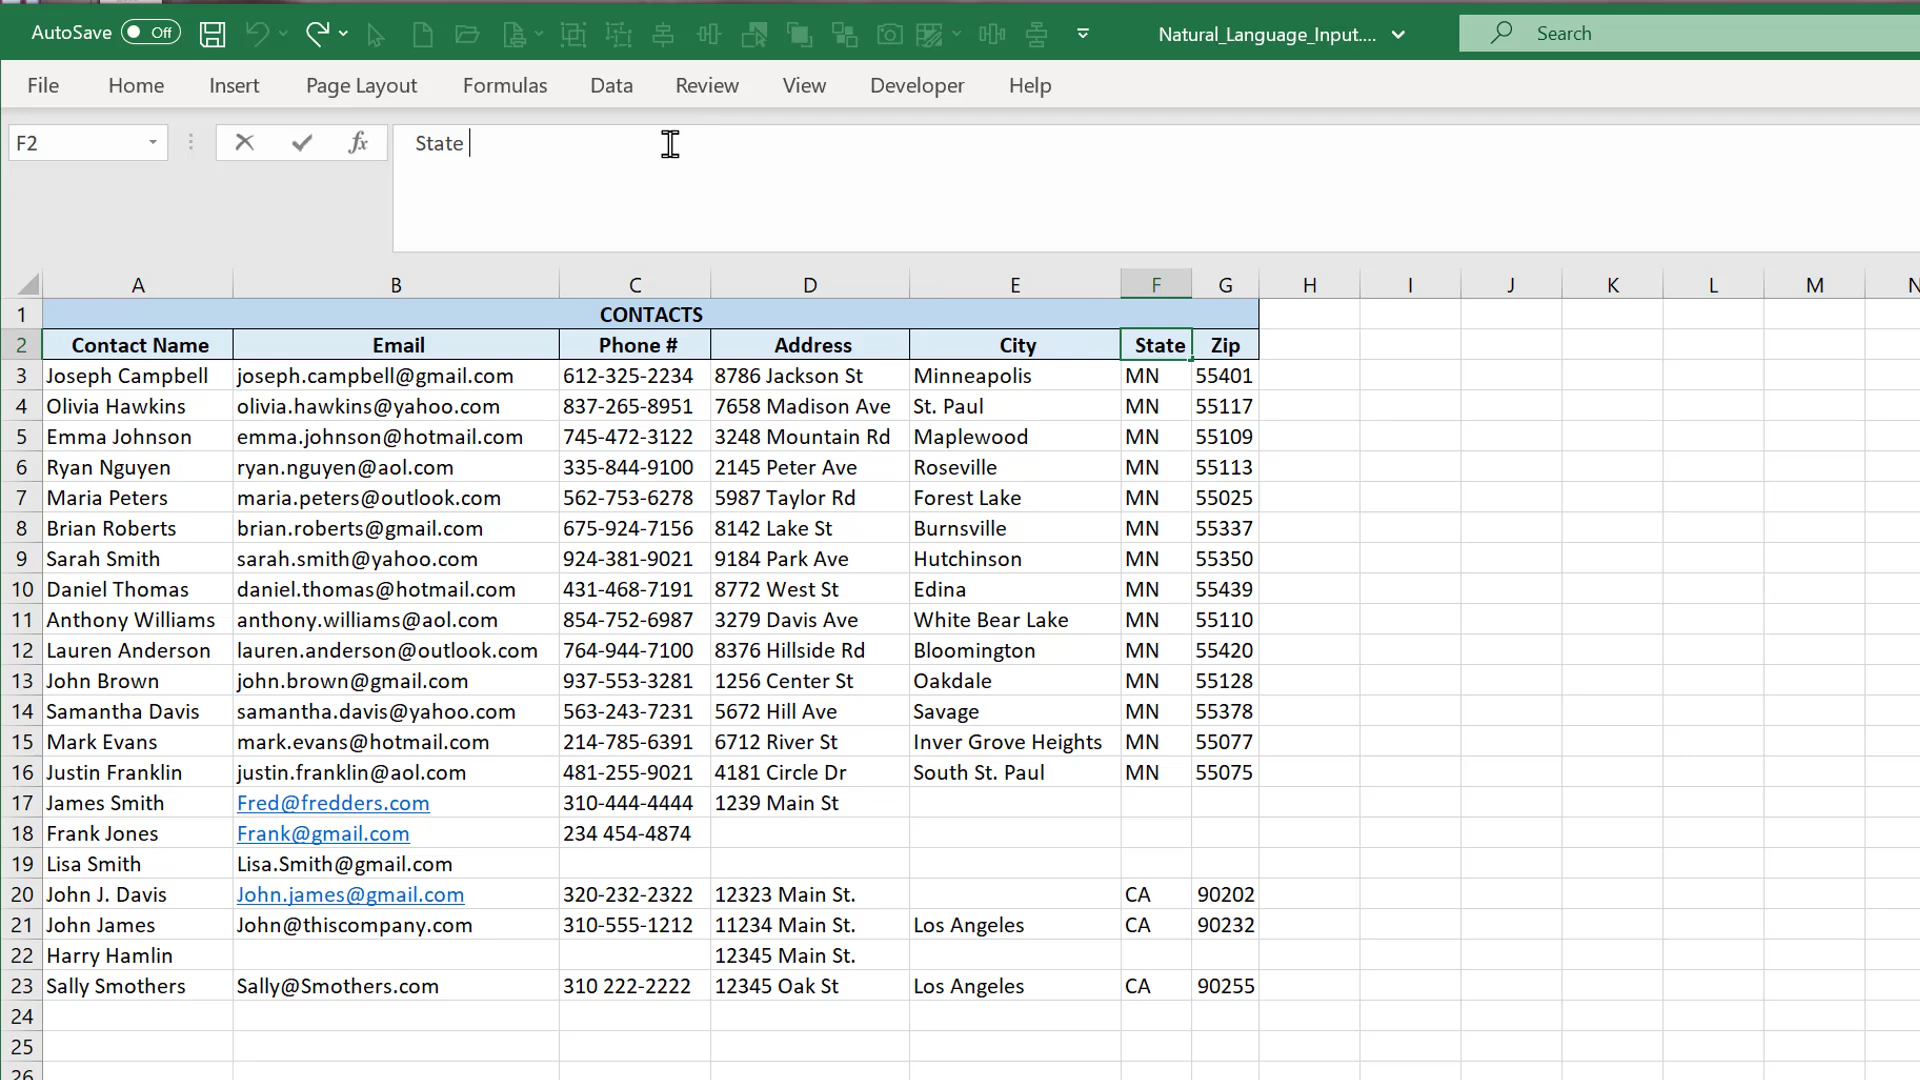 AutoSave Off Natural_Language_Input.... Search
File Home Insert Page Layout Formulas Data Review View Developer Help
F2 fx State
A B C D E F G H I J K L M N
1 CONTACTS
2 Contact Name Email Phone # Address City State Zip
3 Joseph Campbell joseph.campbell@gmail.com 612-325-2234 8786 Jackson St Minneapolis MN 55401
4 Olivia Hawkins olivia.hawkins@yahoo.com 837-265-8951 7658 Madison Ave St. Paul MN 55117
5 Emma Johnson emma.johnson@hotmail.com 745-472-3122 3248 Mountain Rd Maplewood MN 55109
6 Ryan Nguyen ryan.nguyen@aol.com 335-844-9100 2145 Peter Ave Roseville MN 55113
7 Maria Peters maria.peters@outlook.com 562-753-6278 5987 Taylor Rd Forest Lake MN 55025
8 Brian Roberts brian.roberts@gmail.com 675-924-7156 8142 Lake St Burnsville MN 55337
9 Sarah Smith sarah.smith@yahoo.com 924-381-9021 9184 Park Ave Hutchinson MN 55350
10 Daniel Thomas daniel.thomas@hotmail.com 431-468-7191 8772 West St Edina MN 55439
11 Anthony Williams anthony.williams@aol.com 854-752-6987 3279 Davis Ave White Bear Lake MN 55110
12 Lauren Anderson lauren.anderson@outlook.com 764-944-7100 8376 Hillside Rd Bloomington MN 55420
13 John Brown john.brown@gmail.com 937-553-3281 1256 Center St Oakdale MN 55128
14 Samantha Davis samantha.davis@yahoo.com 563-243-7231 5672 Hill Ave Savage MN 55378
15 Mark Evans mark.evans@hotmail.com 214-785-6391 6712 River St Inver Grove Heights MN 55077
16 Justin Franklin justin.franklin@aol.com 481-255-9021 4181 Circle Dr South St. Paul MN 55075
17 James Smith Fred@fredders.com 310-444-4444 1239 Main St
18 Frank Jones Frank@gmail.com 234 454-4874
19 Lisa Smith Lisa.Smith@gmail.com
20 John J. Davis John.james@gmail.com 320-232-2322 12323 Main St. CA 90202
21 John James John@thiscompany.com 310-555-1212 11234 Main St. Los Angeles CA 90232
22 Harry Hamlin 12345 Main St.
23 Sally Smothers Sally@Smothers.com 310 222-2222 12345 Oak St Los Angeles CA 90255
24
25
26